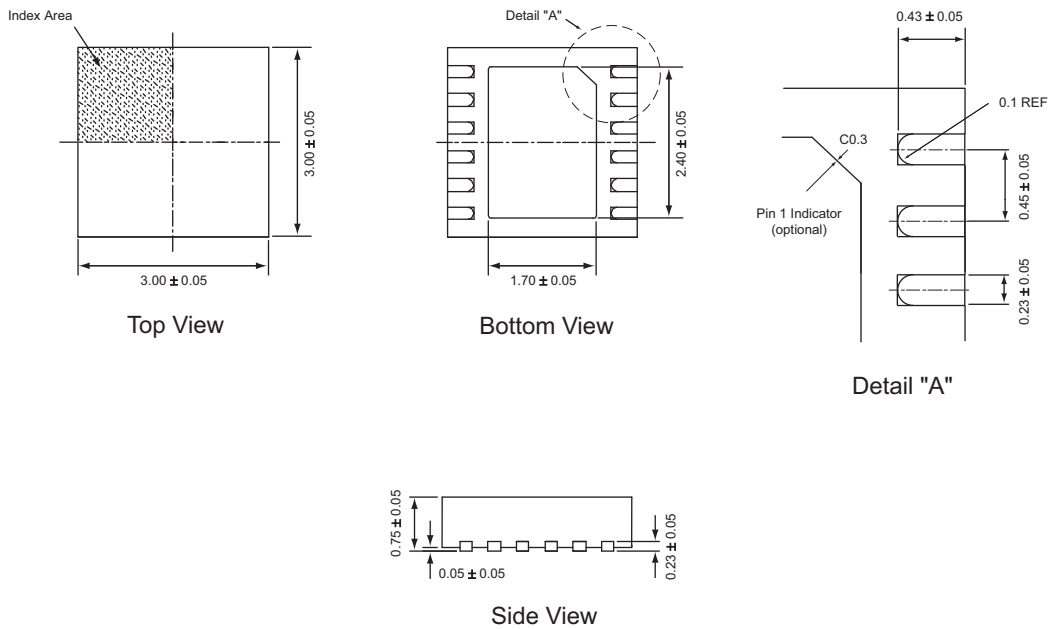 Index Area
3.00 ± 0.05
3.00 ± 0.05
Top View
Detail "A"
2.40 ± 0.05
1.70 ± 0.05
Bottom View
0.43 ± 0.05
0.1 REF
C0.3
0.45 ± 0.05
Pin 1 Indicator
(optional)
0.23 ± 0.05
Detail "A"
0.75 ± 0.05
0.05 ± 0.05
0.23 ± 0.05
Side View